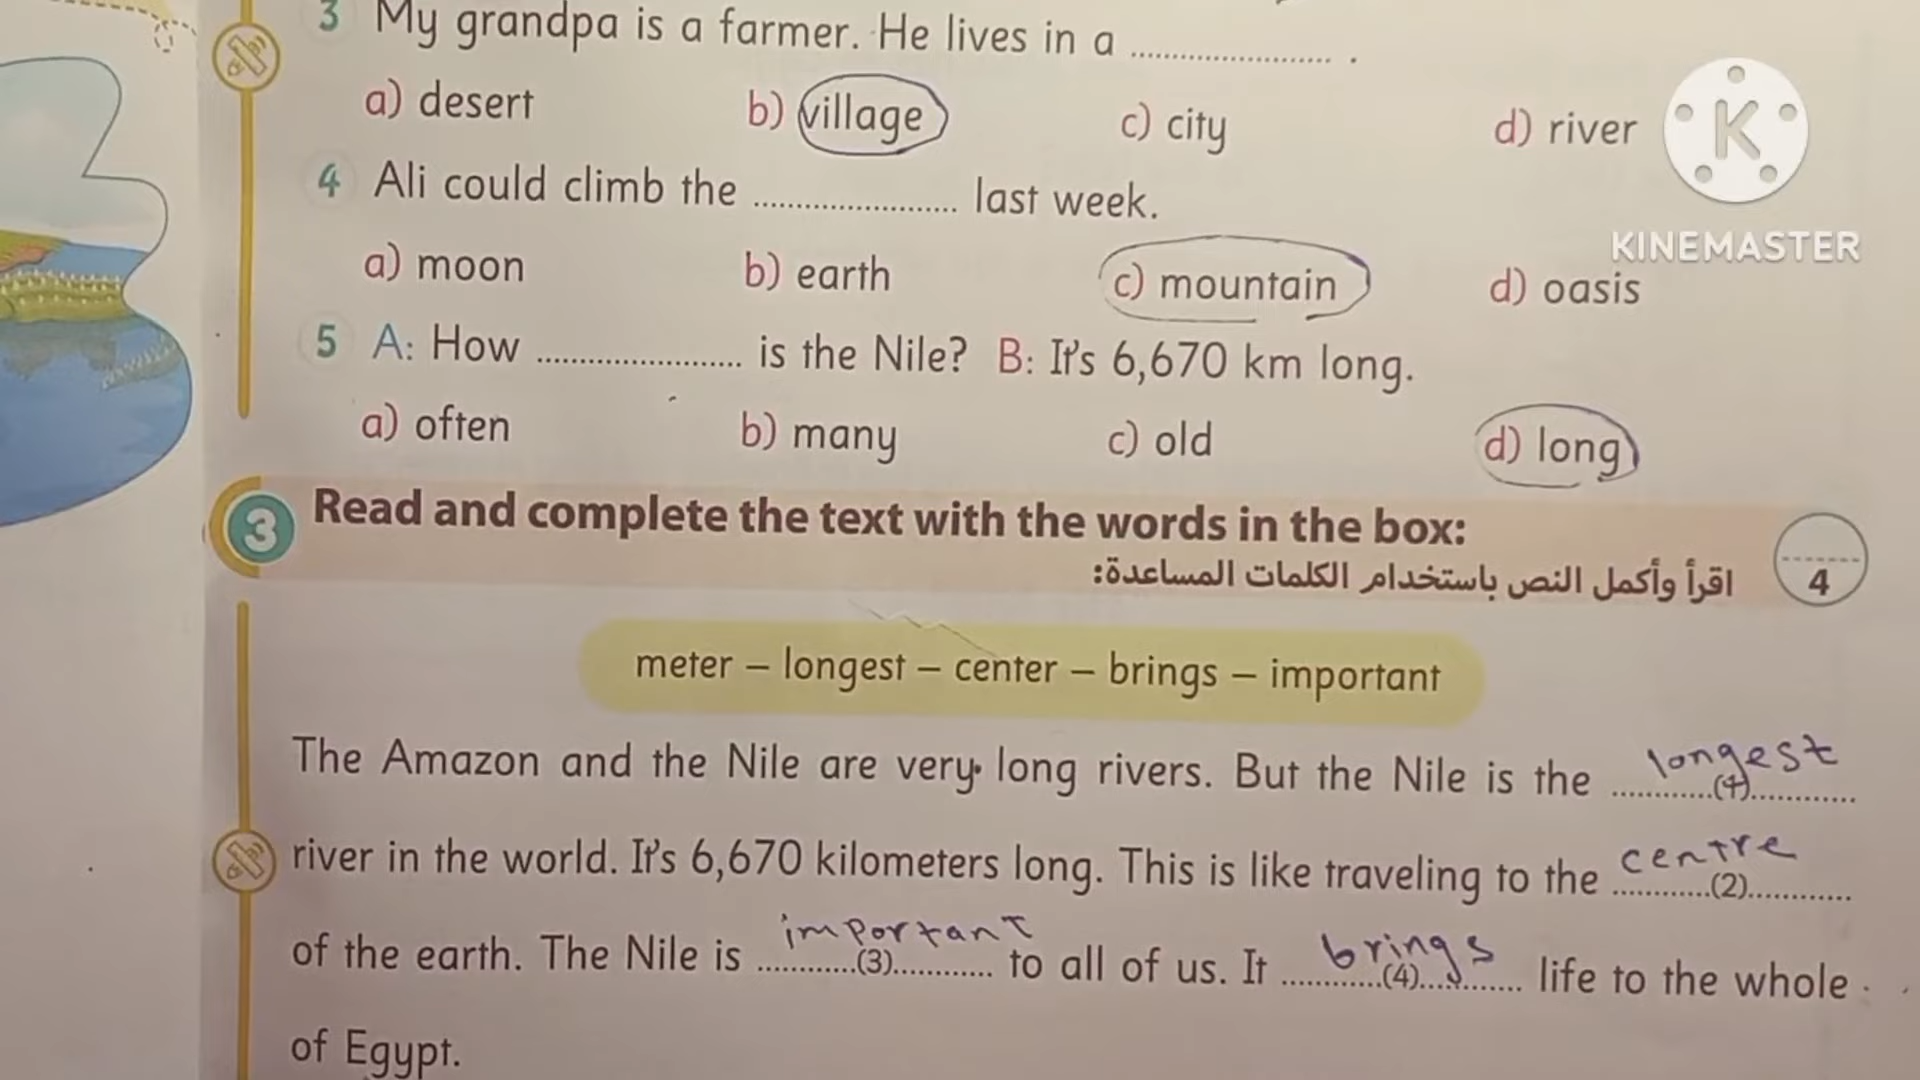 3 My grandpa is a farmer. He lives in a .................... .
a) desert b) village c) city d) river
K
KINEMASTER
4 Ali could climb the .................... last week.
a) moon b) earth c) mountain d) oasis
5 A: How .................... is the Nile? B: It's 6,670 km long.
a) often b) many c) old d) long
3 Read and complete the text with the words in the box:
اقرأ وأكمل النص باستخدام الكلمات المساعدة:
4
meter – longest – center – brings – important
The Amazon and the Nile are very long rivers. But the Nile is the longest
river in the world. It's 6,670 kilometers long. This is like traveling to the ............(2)............ centre
of the earth. The Nile is ............(3)............ important to all of us. It ............(4)............ brings life to the whole
of Egypt.